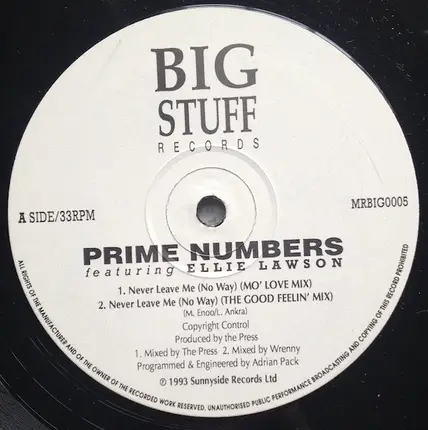 BIG
STUFF
RECORDS
A SIDE/33RPM
MRBIG0005
PRIME NUMBERS
featuring ELLIE LAWSON
1. Never Leave Me (No Way) (MO' LOVE MIX)
2. Never Leave Me (No Way) (THE GOOD FEELIN' MIX)
(M. Enoo/L. Ankra)
Copyright Control
Produced by the Press
1. Mixed by The Press 2. Mixed by Wrenny
Programmed & Engineered by Adrian Pack
℗ 1993 Sunnyside Records Ltd
ALL RIGHTS OF THE MANUFACTURER AND OF THE OWNER OF THE RECORDED WORK RESERVED, UNAUTHORISED PUBLIC PERFORMANCE BROADCASTING AND COPYING OF THIS RECORD PROHIBITED